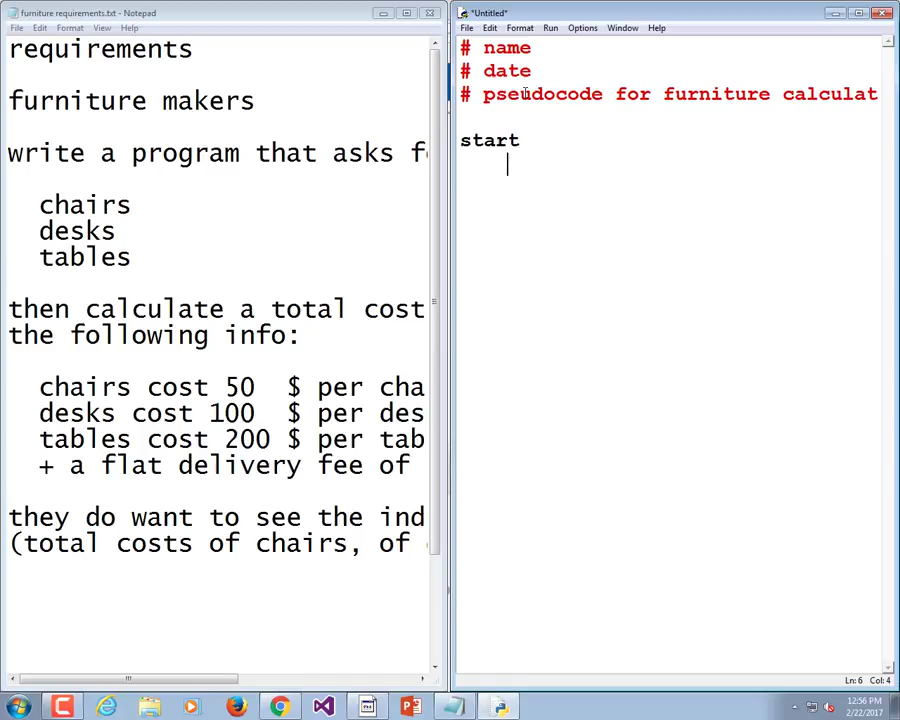 furniture requirements.txt - Notepad
File Edit Format View Help
requirements
furniture makers
write a program that asks f
chairs
desks
tables
then calculate a total cost
the following info:
chairs cost 50 $ per cha
desks cost 100 $ per des
tables cost 200 $ per tab
+ a flat delivery fee of
they do want to see the ind
(total costs of chairs, of
*Untitled*
File Edit Format Run Options Window Help
# name
# date
# pseudocode for furniture calculat
start
Ln: 6 Col: 4
12:56 PM
2/22/2017